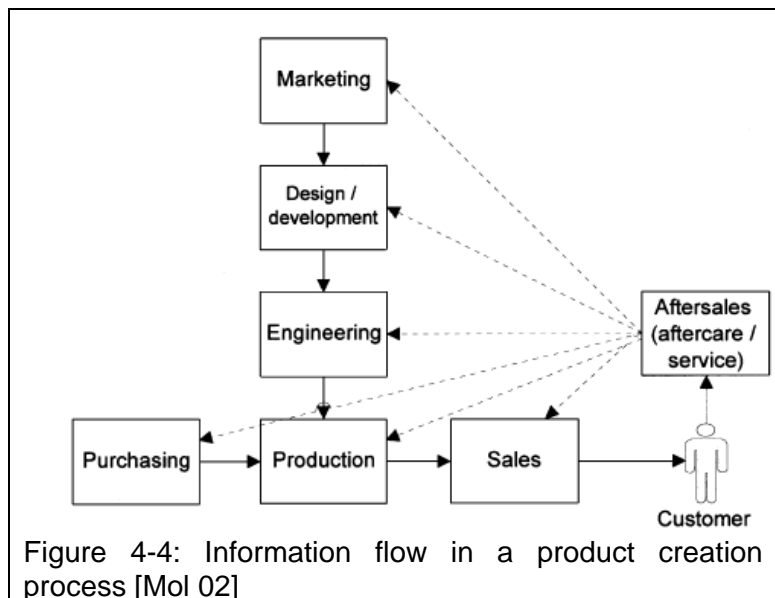 Marketing
Design /
development
Engineering
Aftersales
(aftercare /
service)
Purchasing
Production
Sales
Customer
Figure 4-4: Information flow in a product creation
process [Mol 02]